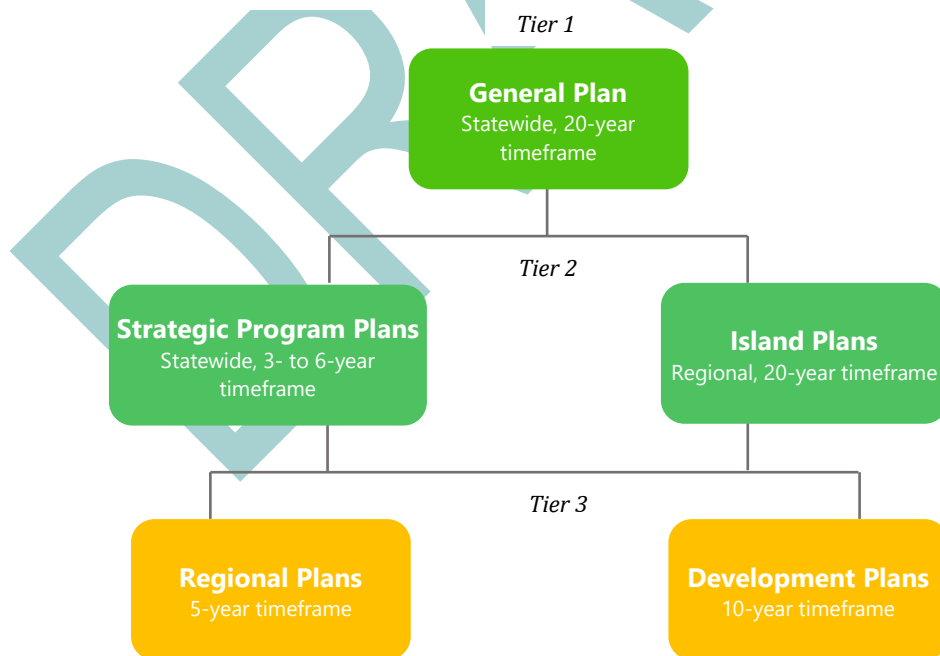 Tier 1
General Plan
Statewide, 20-year
timeframe
Tier 2
Strategic Program Plans
Statewide, 3- to 6-year
timeframe
Island Plans
Regional, 20-year timeframe
Tier 3
Regional Plans
5-year timeframe
Development Plans
10-year timeframe